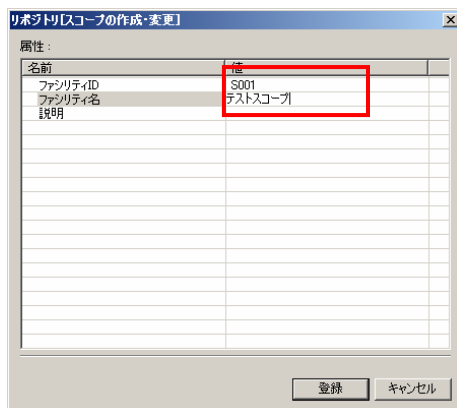 リポジトリ[スコープの作成・変更]
属性：
名前 値
ファシリティID S001
ファシリティ名 テストスコープ
説明
登録 キャンセル